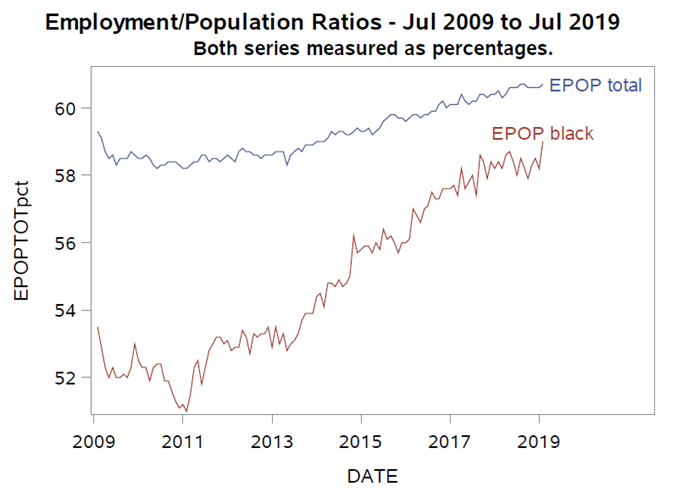 Employment/Population Ratios - Jul 2009 to Jul 2019
Both series measured as percentages.
EPOP total
60
EPOP black
58
56
54
52
EPOPTOTpct
2009 2011 2013 2015 2017 2019
DATE